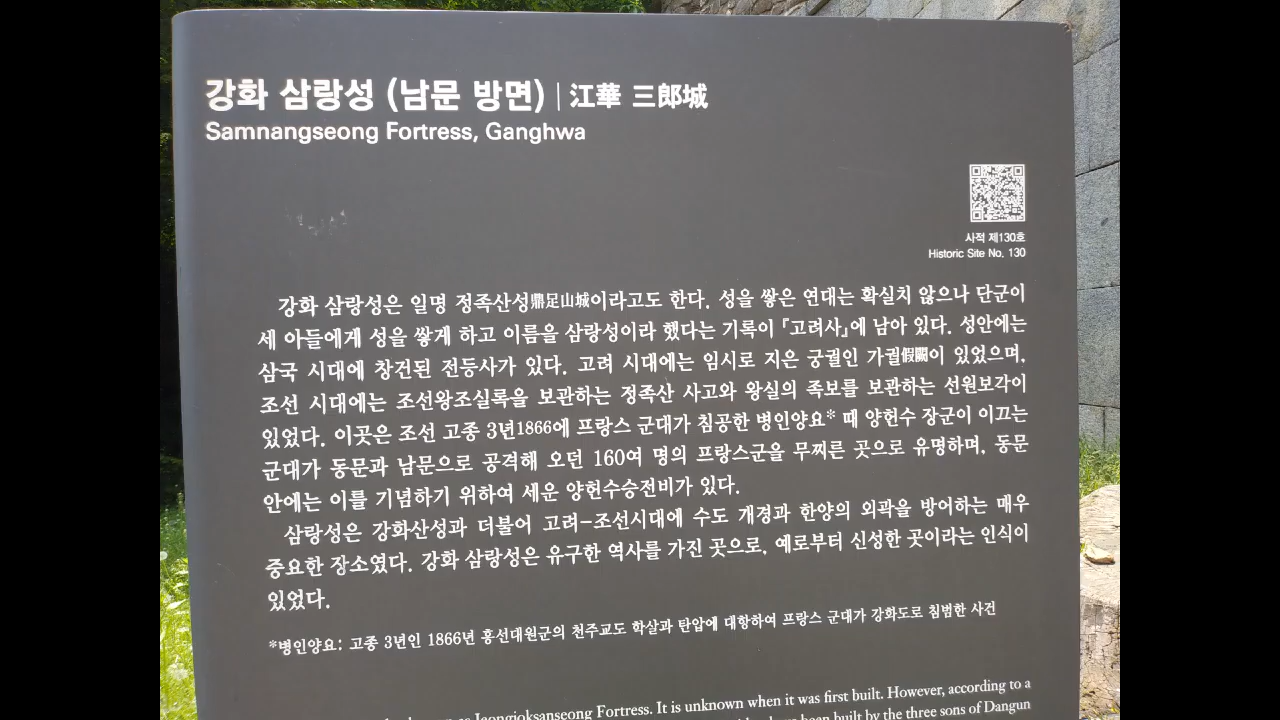 강화 삼랑성 (남문 방면) | 江華 三郎城
Samnangseong Fortress, Ganghwa
사적 제130호
Historic Site No. 130
강화 삼랑성은 일명 정족산성鼎足山城이라고도 한다. 성을 쌓은 연대는 확실치 않으나 단군이
세 아들에게 성을 쌓게 하고 이름을 삼랑성이라 했다는 기록이 『고려사』에 남아 있다. 성안에는
삼국 시대에 창건된 전등사가 있다. 고려 시대에는 임시로 지은 궁궐인 가궐假闕이 있었으며,
조선 시대에는 조선왕조실록을 보관하는 정족산 사고와 왕실의 족보를 보관하는 선원보각이
있었다. 이곳은 조선 고종 3년1866에 프랑스 군대가 침공한 병인양요* 때 양헌수 장군이 이끄는
군대가 동문과 남문으로 공격해 오던 160여 명의 프랑스군을 무찌른 곳으로 유명하며, 동문
안에는 이를 기념하기 위하여 세운 양헌수승전비가 있다.
삼랑성은 강화산성과 더불어 고려-조선시대에 수도 개경과 한양의 외곽을 방어하는 매우
중요한 장소였다. 강화 삼랑성은 유구한 역사를 가진 곳으로, 예로부터 신성한 곳이라는 인식이
있었다.
*병인양요: 고종 3년인 1866년 흥선대원군의 천주교도 학살과 탄압에 대항하여 프랑스 군대가 강화도로 침범한 사건
Jeongjoksanseong Fortress. It is unknown when it was first built. However, according to a
been built by the three sons of Dangun